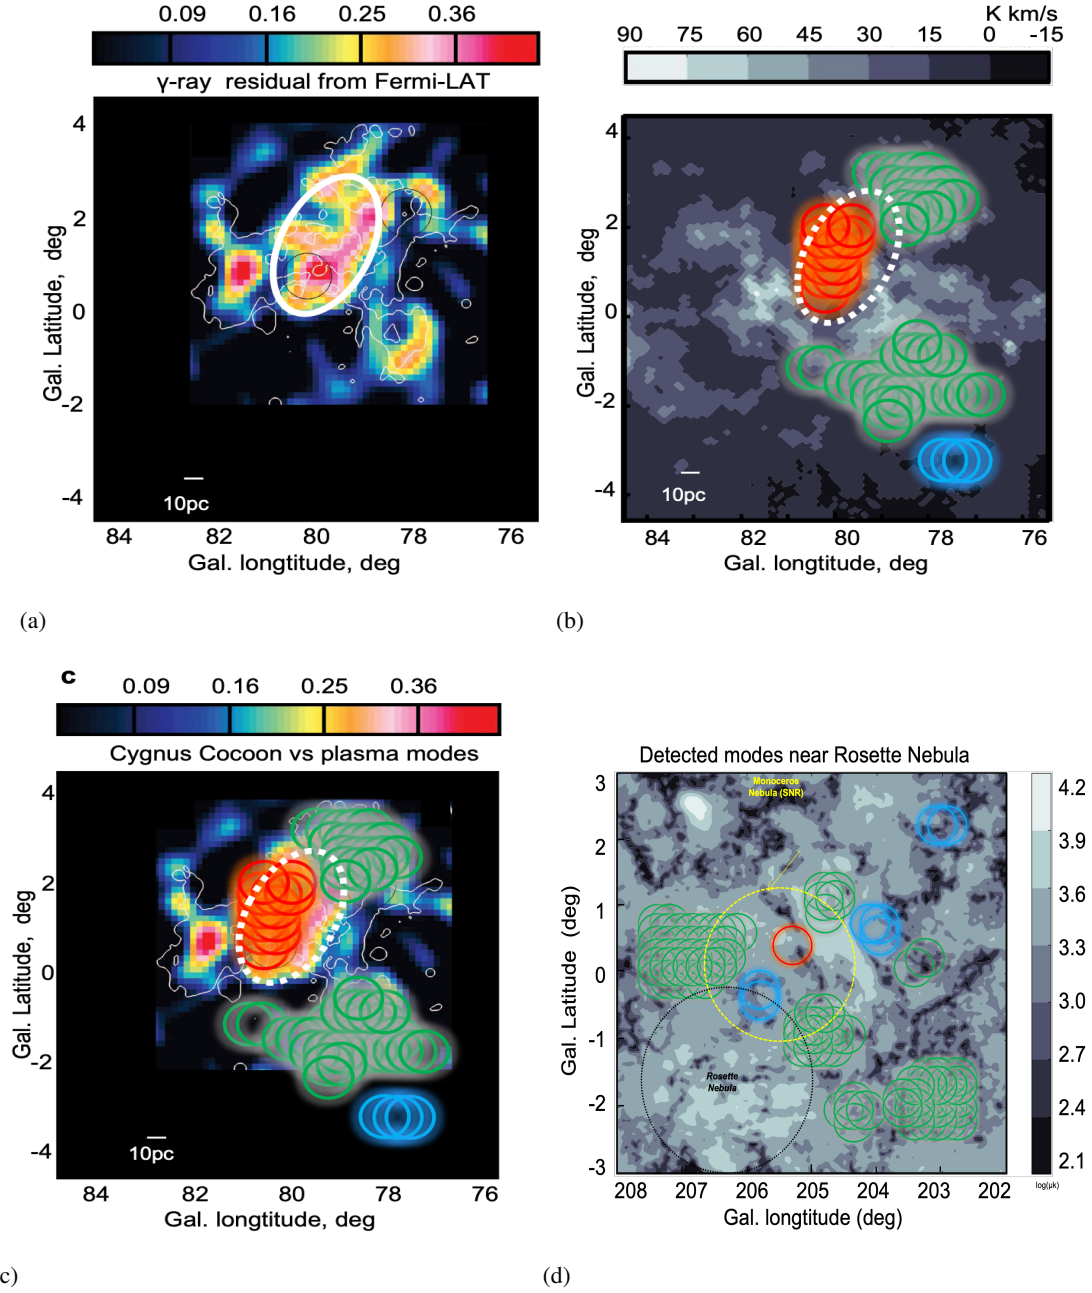 0.09 0.16 0.25 0.36
γ-ray residual from Fermi-LAT
4
2
0
-2
-4
Gal. Latitude, deg
10pc
84 82 80 78 76
Gal. longtitude, deg
(a)
K km/s
90 75 60 45 30 15 0 -15
4
2
0
-2
-4
Gal. Latitude, deg
10pc
84 82 80 78 76
Gal. longtitude, deg
(b)
c
0.09 0.16 0.25 0.36
Cygnus Cocoon vs plasma modes
4
2
0
-2
-4
Gal. Latitude, deg
10pc
84 82 80 78 76
Gal. longtitude, deg
c)
Detected modes near Rosette Nebula
Monoceros
Nebula (SNR)
3
2
1
0
-1
-2
-3
Gal. Latitude (deg)
Rosette
Nebula
4.2
3.9
3.6
3.3
3.0
2.7
2.4
2.1
log(μk)
208 207 206 205 204 203 202
Gal. longtitude (deg)
(d)